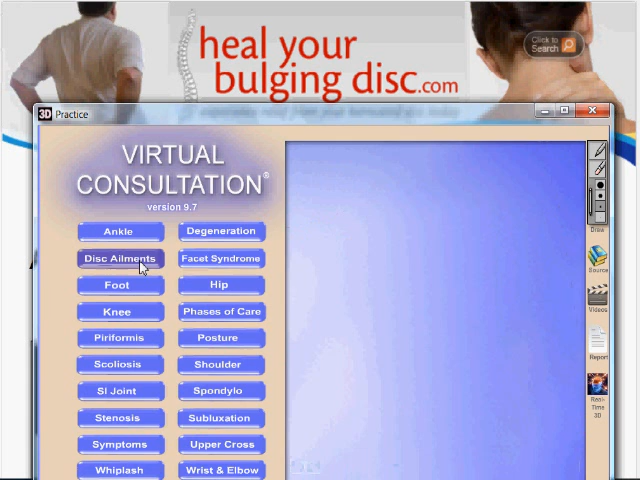 heal your
bulging disc.com
Click to
Search
3D Practice
VIRTUAL
CONSULTATION®
version 9.7
Ankle
Degeneration
Disc Ailments
Facet Syndrome
Foot
Hip
Knee
Phases of Care
Piriformis
Posture
Scoliosis
Shoulder
SI Joint
Spondylo
Stenosis
Subluxation
Symptoms
Upper Cross
Whiplash
Wrist & Elbow
Draw
Source
Videos
Report
Real-
Time
3D